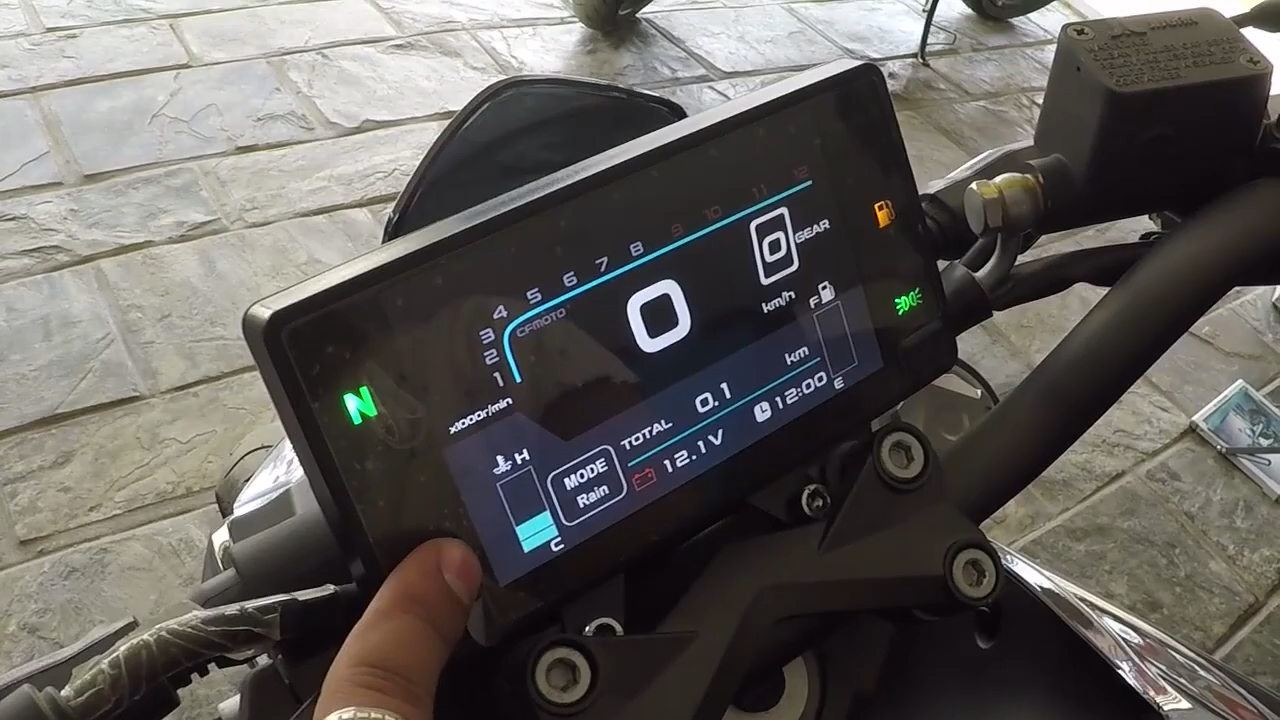 1
2
3
4
5
6
7
8
9
10
11
12
x1000r/min
CFMOTO
0
0
GEAR
km/h
N
H
C
MODE
Rain
TOTAL
0.1
km
12.1V
12:00
F
E
WARNING